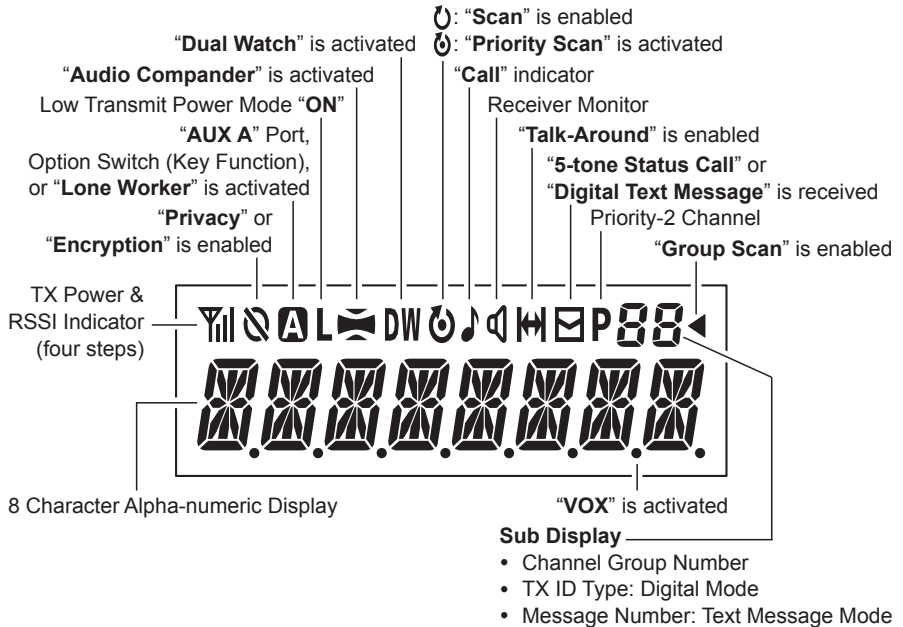 : “Scan” is enabled
“Dual Watch” is activated
: “Priority Scan” is activated
“Audio Compander” is activated
“Call” indicator
Low Transmit Power Mode “ON”
Receiver Monitor
“AUX A” Port,
Option Switch (Key Function),
or “Lone Worker” is activated
“Talk-Around” is enabled
“5-tone Status Call” or
“Digital Text Message” is received
“Privacy” or
“Encryption” is enabled
Priority-2 Channel
“Group Scan” is enabled
TX Power &
RSSI Indicator
(four steps)
A L DW P 88
8 Character Alpha-numeric Display
“VOX” is activated
Sub Display
• Channel Group Number
• TX ID Type: Digital Mode
• Message Number: Text Message Mode